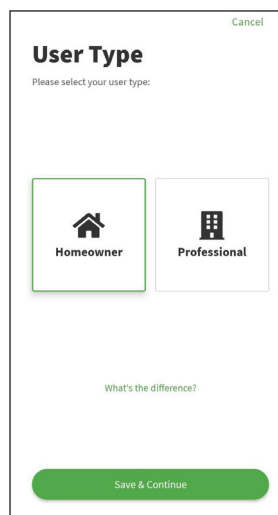 Cancel
User Type
Please select your user type:
Homeowner
Professional
What's the difference?
Save & Continue